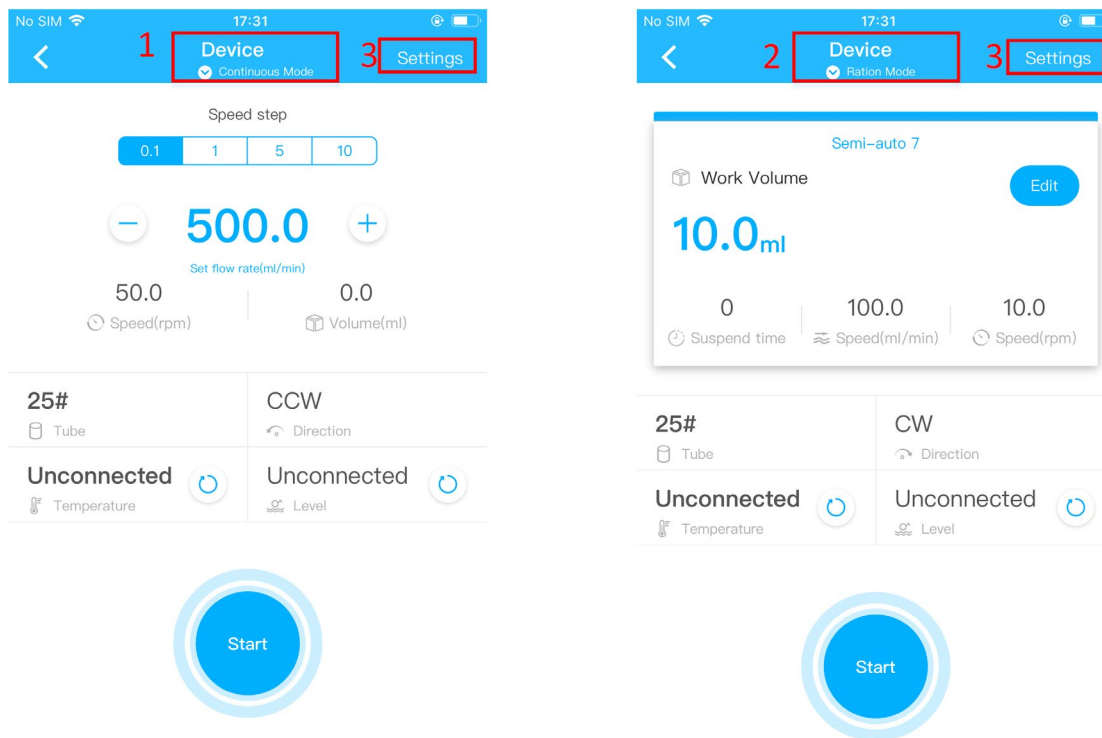 No SIM 17:31
1 Device 3 Settings
Continuous Mode
Speed step
0.1 1 5 10
500.0
Set flow rate(ml/min)
50.0 0.0
Speed(rpm) Volume(ml)
25# CCW
Tube Direction
Unconnected Unconnected
Temperature Level
Start
No SIM 17:31
2 Device 3 Settings
Ration Mode
Semi-auto 7
Work Volume
Edit
10.0ml
0 100.0 10.0
Suspend time Speed(ml/min) Speed(rpm)
25# CW
Tube Direction
Unconnected Unconnected
Temperature Level
Start